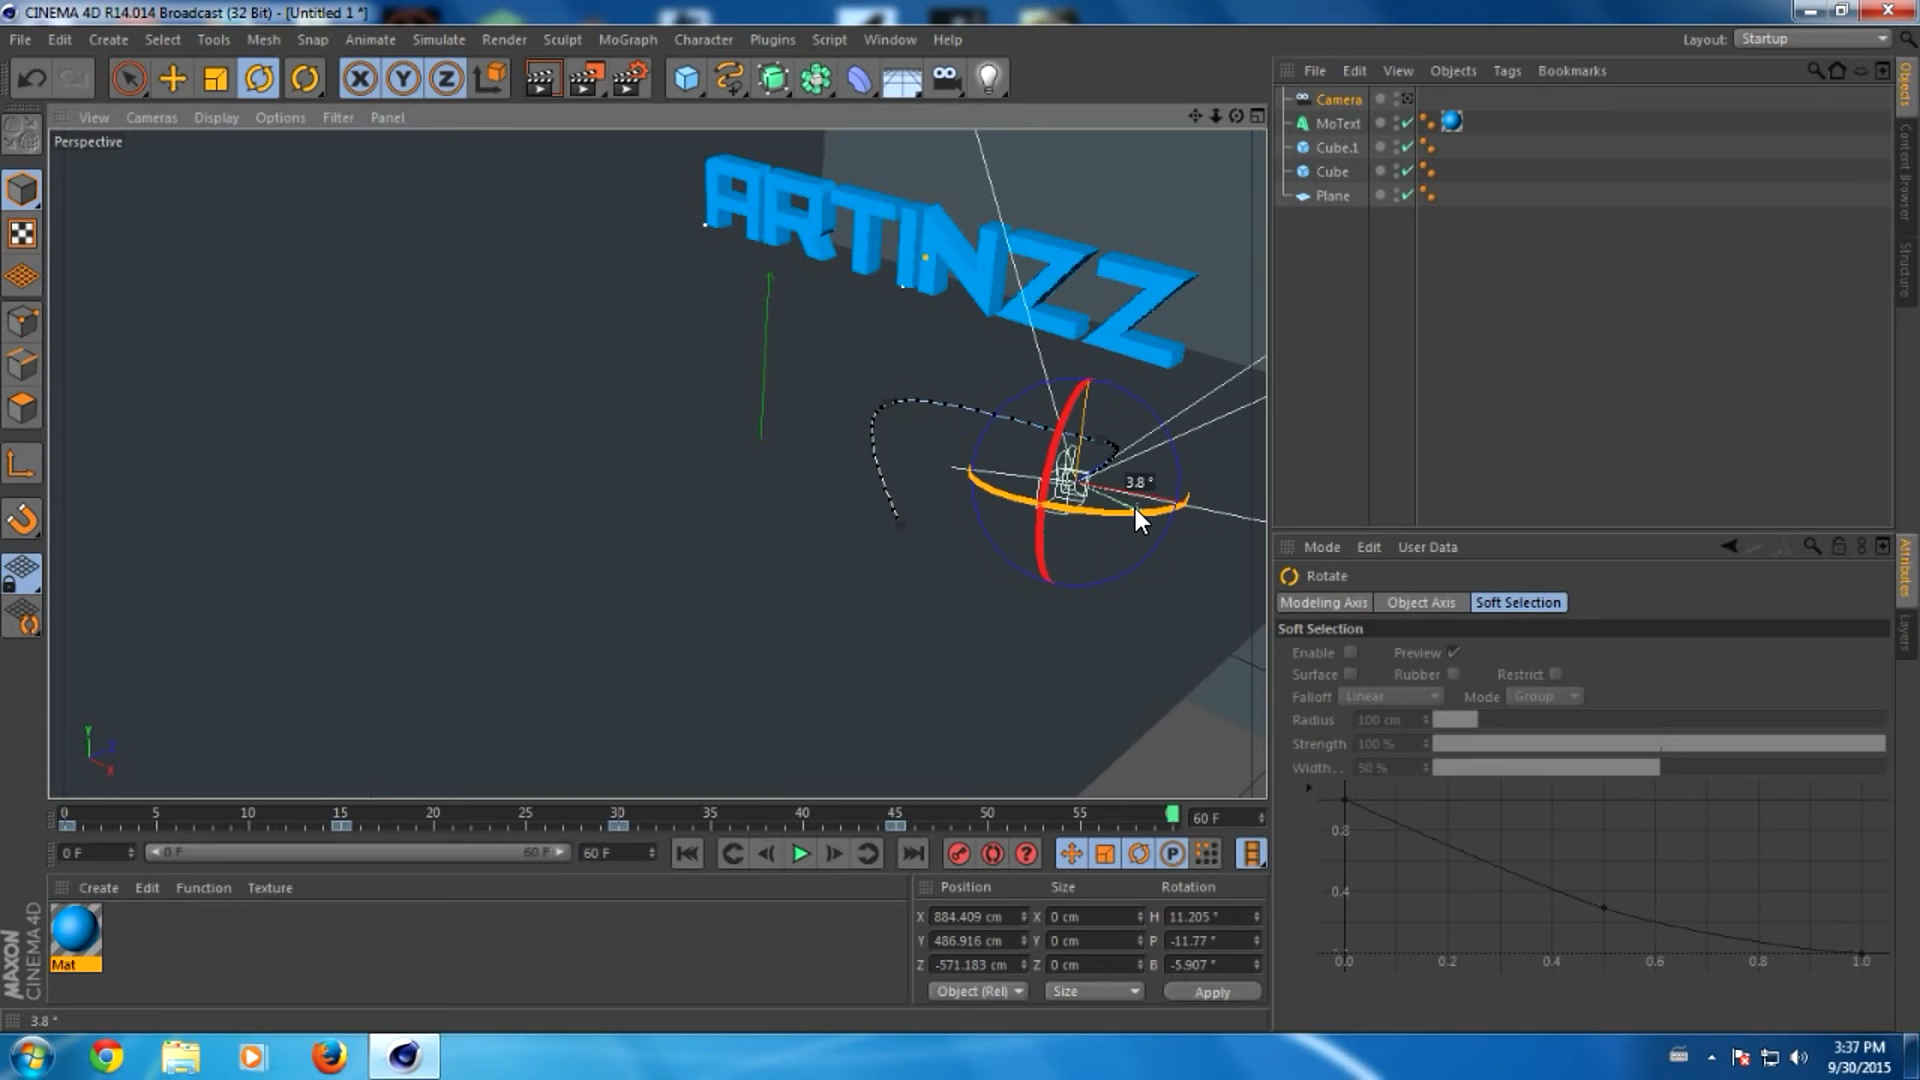 CINEMA 4D R14.014 Broadcast (32 Bit) - [Untitled 1 *]
File Edit Create Select Tools Mesh Snap Animate Simulate Render Sculpt MoGraph Character Plugins Script Window Help Layout: Startup
X Y Z
View Cameras Display Options Filter Panel
Perspective
ARTINZZ
3.8 °
Y
Z
X
File Edit View Objects Tags Bookmarks
Camera
MoText
Cube.1
Cube
Plane
Objects
Content Browser
Structure
Mode Edit User Data
Rotate
Modeling Axis Object Axis Soft Selection
Soft Selection
Enable Preview
Surface Rubber Restrict
Falloff Linear Mode Group
Radius 100 cm
Strength 100 %
Width . . 50 %
0.8
0.4
0.0 0.2 0.4 0.6 0.8 1.0
Attributes
Layers
0 5 10 15 20 25 30 35 40 45 50 55 60 F
0 F 0 F 60 F 60 F
P
Create Edit Function Texture
Mat
MAXON
CINEMA 4D
Position Size Rotation
X 884.409 cm X 0 cm H 11.205 °
Y 486.916 cm Y 0 cm P -11.77 °
Z -571.183 cm Z 0 cm B -5.907 °
Object (Rel) Size Apply
3.8 °
3:37 PM
9/30/2015